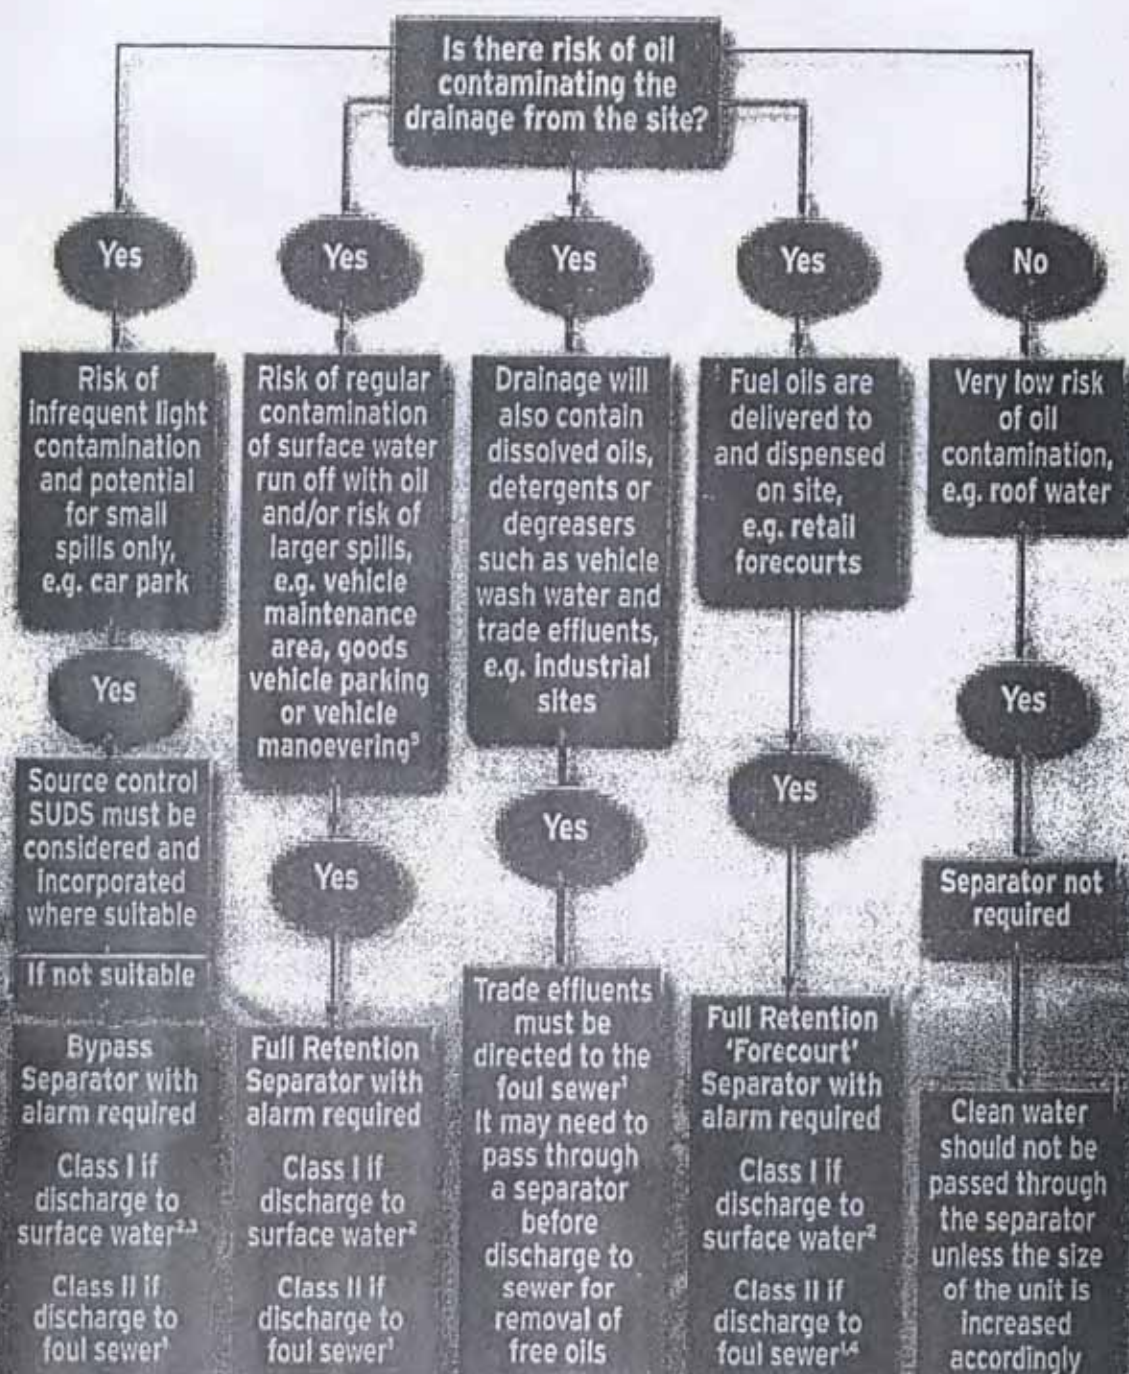 Is there risk of oil
contaminating the
drainage from the site?
Yes
Yes
Yes
Yes
No
Risk of
infrequent light
contamination
and potential
for small
spills only,
e.g. car park
Yes
Source control
SUDS must be
considered and
incorporated
where suitable
If not suitable
Bypass
Separator with
alarm required
Class I if
discharge to
surface water²,³
Class II if
discharge to
foul sewer¹
Risk of regular
contamination
of surface water
run off with oil
and/or risk of
larger spills,
e.g. vehicle
maintenance
area, goods
vehicle parking
or vehicle
manoevering³
Yes
Full Retention
Separator with
alarm required
Class I if
discharge to
surface water²
Class II if
discharge to
foul sewer¹
Drainage will
also contain
dissolved oils,
detergents or
degreasers
such as vehicle
wash water and
trade effluents,
e.g. industrial
sites
Yes
Trade effluents
must be
directed to the
foul sewer¹
It may need to
pass through
a separator
before
discharge to
sewer for
removal of
free oils
Fuel oils are
delivered to
and dispensed
on site,
e.g. retail
forecourts
Yes
Full Retention
'Forecourt'
Separator with
alarm required
Class I if
discharge to
surface water²
Class II if
discharge to
foul sewer¹,⁴
Very low risk
of oil
contamination,
e.g. roof water
Yes
Separator not
required
Clean water
should not be
passed through
the separator
unless the size
of the unit is
increased
accordingly